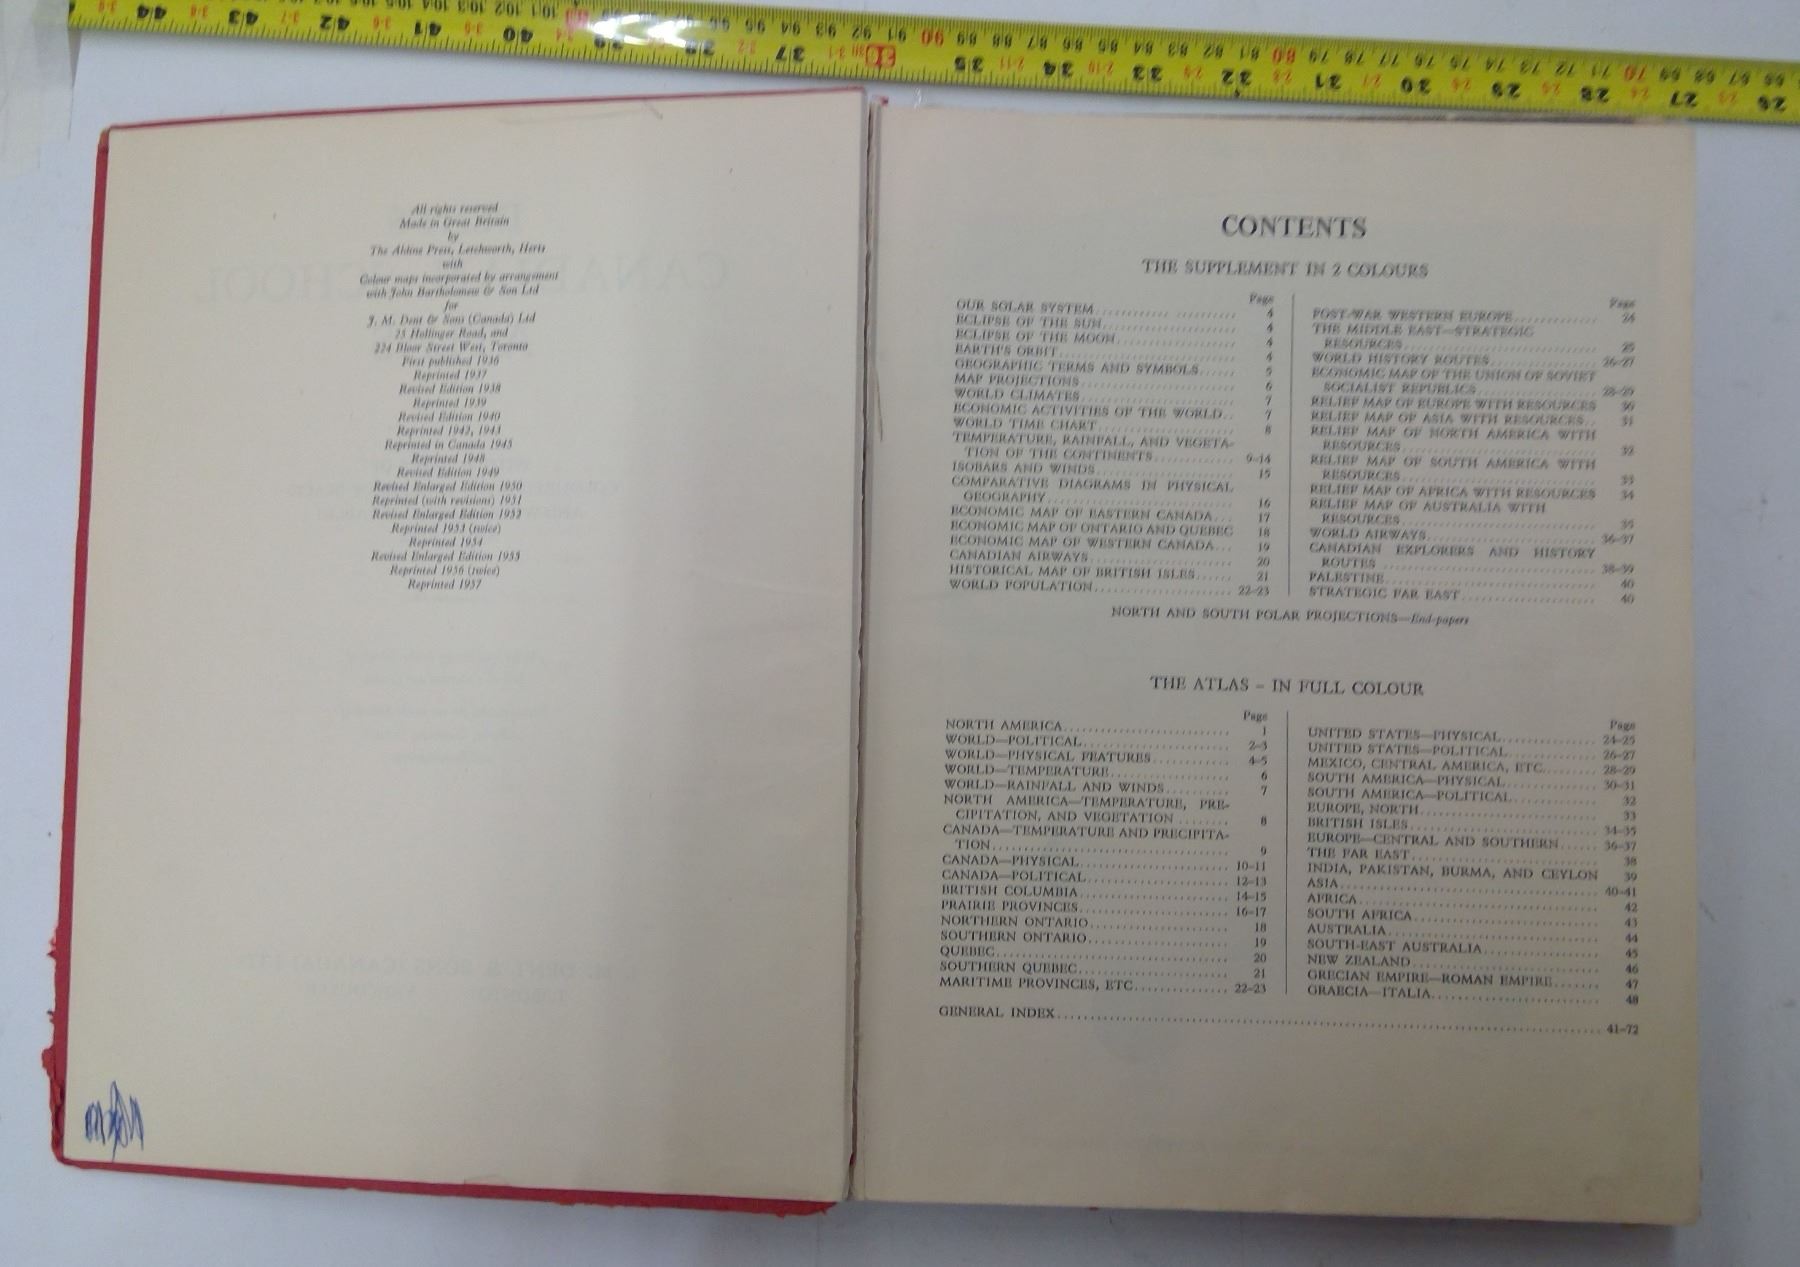 All rights reserved
Made in Great Britain
by
The Aldine Press, Letchworth, Herts
with
Colour maps incorporated by arrangement
with John Bartholomew & Son Ltd
for
J. M. Dent & Sons (Canada) Ltd
75 Hollinger Road, and
224 Bloor Street West, Toronto
First published 1936
Reprinted 1937
Revised Edition 1938
Reprinted 1939
Revised Edition 1940
Reprinted 1942, 1943
Reprinted in Canada 1945
Reprinted 1948
Revised Edition 1949
Revised Enlarged Edition 1950
Reprinted (with revisions) 1951
Revised Enlarged Edition 1952
Reprinted 1953 (twice)
Reprinted 1954
Revised Enlarged Edition 1955
Reprinted 1956 (twice)
Reprinted 1957
CONTENTS
THE SUPPLEMENT IN 2 COLOURS
Page
OUR SOLAR SYSTEM 4
ECLIPSE OF THE SUN 4
ECLIPSE OF THE MOON 4
EARTH'S ORBIT 4
GEOGRAPHIC TERMS AND SYMBOLS 5
MAP PROJECTIONS 6
WORLD CLIMATES 7
ECONOMIC ACTIVITIES OF THE WORLD 7
WORLD TIME CHART 8
TEMPERATURE, RAINFALL, AND VEGETA-
TION OF THE CONTINENTS 9-14
ISOBARS AND WINDS 15
COMPARATIVE DIAGRAMS IN PHYSICAL
GEOGRAPHY 16
ECONOMIC MAP OF EASTERN CANADA 17
ECONOMIC MAP OF ONTARIO AND QUEBEC 18
ECONOMIC MAP OF WESTERN CANADA 19
CANADIAN AIRWAYS 20
HISTORICAL MAP OF BRITISH ISLES 21
WORLD POPULATION 22-23
Page
POST-WAR WESTERN EUROPE 24
THE MIDDLE EAST—STRATEGIC
RESOURCES 25
WORLD HISTORY ROUTES 26-27
ECONOMIC MAP OF THE UNION OF SOVIET
SOCIALIST REPUBLICS 28-29
RELIEF MAP OF EUROPE WITH RESOURCES 30
RELIEF MAP OF ASIA WITH RESOURCES 31
RELIEF MAP OF NORTH AMERICA WITH
RESOURCES 32
RELIEF MAP OF SOUTH AMERICA WITH
RESOURCES 33
RELIEF MAP OF AFRICA WITH RESOURCES 34
RELIEF MAP OF AUSTRALIA WITH
RESOURCES 35
WORLD AIRWAYS 36-37
CANADIAN EXPLORERS AND HISTORY
ROUTES 38-39
PALESTINE 40
STRATEGIC FAR EAST 40
NORTH AND SOUTH POLAR PROJECTIONS—End-papers
THE ATLAS – IN FULL COLOUR
Page
NORTH AMERICA 1
WORLD—POLITICAL 2-3
WORLD—PHYSICAL FEATURES 4-5
WORLD—TEMPERATURE 6
WORLD—RAINFALL AND WINDS 7
NORTH AMERICA—TEMPERATURE, PRE-
CIPITATION, AND VEGETATION 8
CANADA—TEMPERATURE AND PRECIPITA-
TION 9
CANADA—PHYSICAL 10-11
CANADA—POLITICAL 12-13
BRITISH COLUMBIA 14-15
PRAIRIE PROVINCES 16-17
NORTHERN ONTARIO 18
SOUTHERN ONTARIO 19
QUEBEC 20
SOUTHERN QUEBEC 21
MARITIME PROVINCES, ETC. 22-23
Page
UNITED STATES—PHYSICAL 24-25
UNITED STATES—POLITICAL 26-27
MEXICO, CENTRAL AMERICA, ETC. 28-29
SOUTH AMERICA—PHYSICAL 30-31
SOUTH AMERICA—POLITICAL 32
EUROPE, NORTH 33
BRITISH ISLES 34-35
EUROPE—CENTRAL AND SOUTHERN 36-37
THE FAR EAST 38
INDIA, PAKISTAN, BURMA, AND CEYLON 39
ASIA 40-41
AFRICA 42
SOUTH AFRICA 43
AUSTRALIA 44
SOUTH-EAST AUSTRALIA 45
NEW ZEALAND 46
GRECIAN EMPIRE—ROMAN EMPIRE 47
GRAECIA—ITALIA 48
GENERAL INDEX 41-72